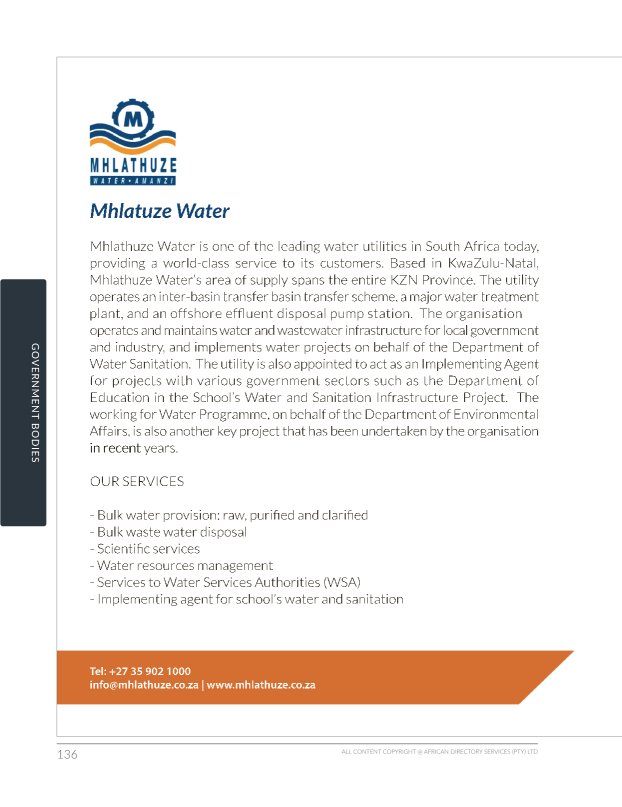 M
MHLATHUZE
WATER • AMANZI
Mhlatuze Water
Mhlathuze Water is one of the leading water utilities in South Africa today,
providing a world-class service to its customers. Based in KwaZulu-Natal,
Mhlathuze Water's area of supply spans the entire KZN Province. The utility
operates an inter-basin transfer basin transfer scheme, a major water treatment
plant, and an offshore effluent disposal pump station. The organisation
operates and maintains water and wastewater infrastructure for local government
and industry, and implements water projects on behalf of the Department of
Water Sanitation. The utility is also appointed to act as an Implementing Agent
for projects with various government sectors such as the Department of
Education in the School's Water and Sanitation Infrastructure Project. The
working for Water Programme, on behalf of the Department of Environmental
Affairs, is also another key project that has been undertaken by the organisation
in recent years.
OUR SERVICES
- Bulk water provision: raw, purified and clarified
- Bulk waste water disposal
- Scientific services
- Water resources management
- Services to Water Services Authorities (WSA)
- Implementing agent for school's water and sanitation
Tel: +27 35 902 1000
info@mhlathuze.co.za | www.mhlathuze.co.za
GOVERNMENT BODIES
136
ALL CONTENT COPYRIGHT @ AFRICAN DIRECTORY SERVICES (PTY) LTD